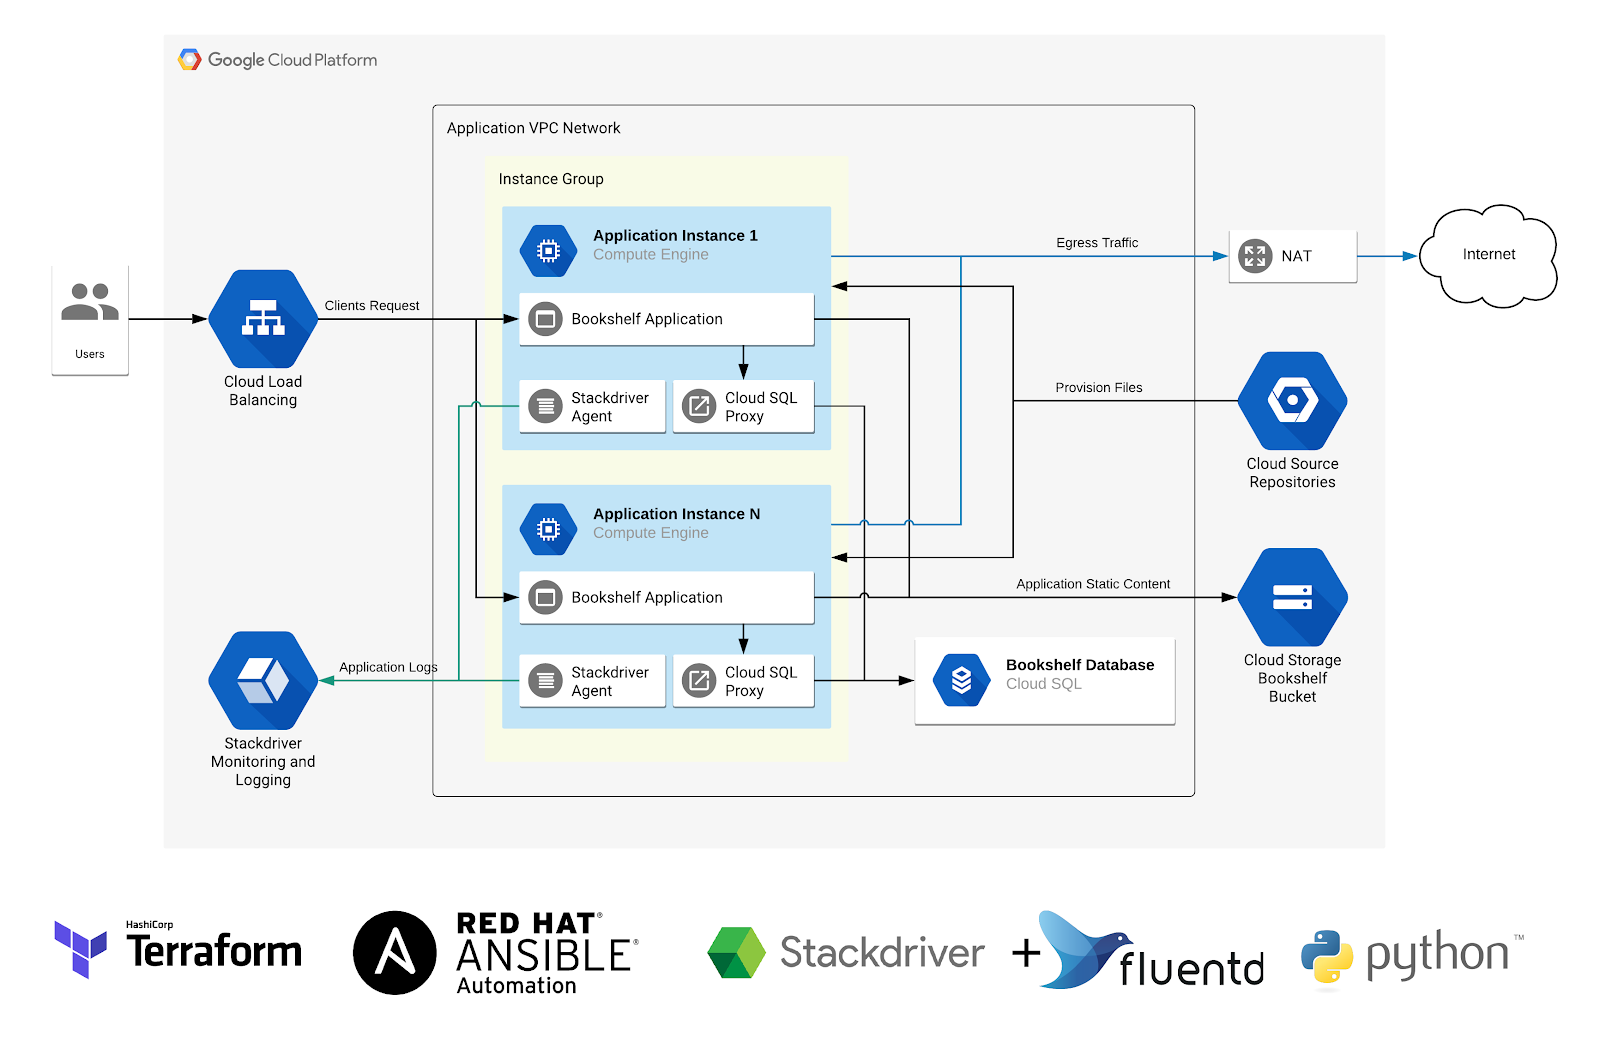 Google Cloud Platform
Application VPC Network
Instance Group
Application Instance 1
Compute Engine
Egress Traffic
NAT
Internet
Users
Clients Request
Bookshelf Application
Cloud Load
Balancing
Stackdriver
Agent
Cloud SQL
Proxy
Provision Files
Cloud Source
Repositories
Application Instance N
Compute Engine
Bookshelf Application
Application Static Content
Stackdriver
Agent
Cloud SQL
Proxy
Application Logs
Bookshelf Database
Cloud SQL
Cloud Storage
Bookshelf
Bucket
Stackdriver
Monitoring and
Logging
HashiCorp
Terraform
RED HAT®
ANSIBLE®
Automation
Stackdriver
+
fluentd
python™